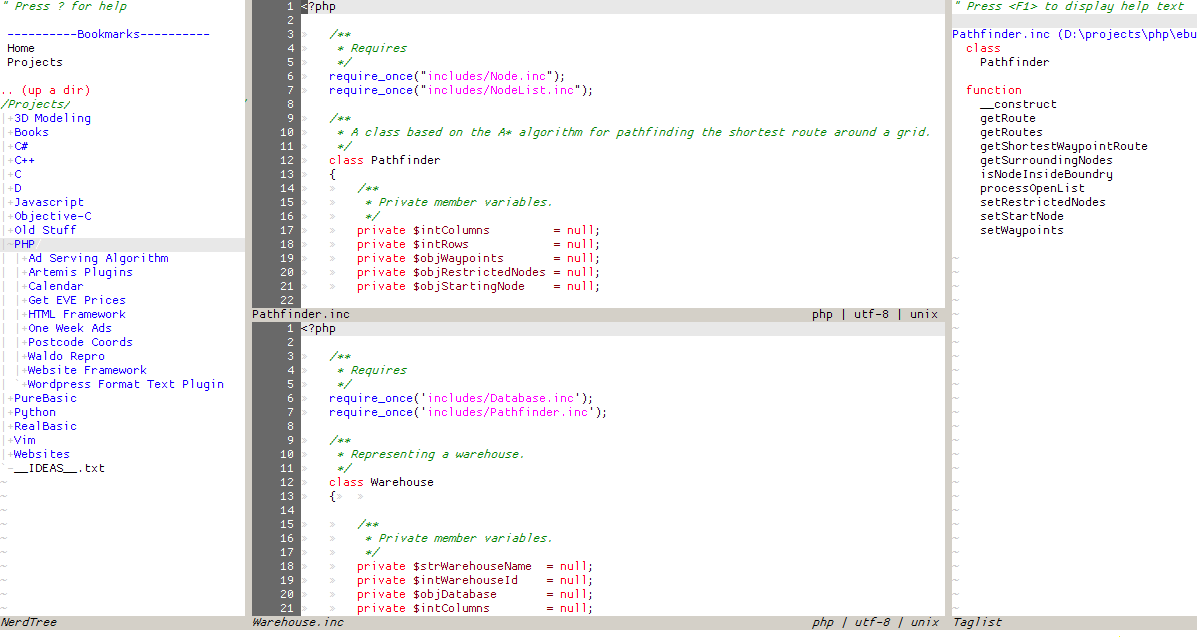 " Press ? for help
----------Bookmarks----------
Home
Projects
.. (up a dir)
/Projects/
+3D Modeling
+Books
+C#
+C++
+C
+D
+Javascript
+Objective-C
+Old Stuff
~PHP
+Ad Serving Algorithm
+Artemis Plugins
+Calendar
+Get EVE Prices
+HTML Framework
+One Week Ads
+Postcode Coords
+Waldo Repro
+Website Framework
+Wordpress Format Text Plugin
+PureBasic
+Python
+RealBasic
+Vim
+Websites
-__IDEAS__.txt
NerdTree
1 <?php
2
3 /**
4 * Requires
5 */
6 require_once("includes/Node.inc");
7 require_once("includes/NodeList.inc");
8
9 /**
10 * A class based on the A* algorithm for pathfinding the shortest route around a grid.
11 */
12 class Pathfinder
13 {
14 /**
15 * Private member variables.
16 */
17 private $intColumns = null;
18 private $intRows = null;
19 private $objWaypoints = null;
20 private $objRestrictedNodes = null;
21 private $objStartingNode = null;
22
Pathfinder.inc php | utf-8 | unix
1 <?php
2
3 /**
4 * Requires
5 */
6 require_once('includes/Database.inc');
7 require_once('includes/Pathfinder.inc');
8
9 /**
10 * Representing a warehouse.
11 */
12 class Warehouse
13 {
14
15 /**
16 * Private member variables.
17 */
18 private $strWarehouseName = null;
19 private $intWarehouseId = null;
20 private $objDatabase = null;
21 private $intColumns = null;
Warehouse.inc php | utf-8 | unix
" Press <F1> to display help text
Pathfinder.inc (D:\projects\php\ebu
class
Pathfinder
function
__construct
getRoute
getRoutes
getShortestWaypointRoute
getSurroundingNodes
isNodeInsideBoundry
processOpenList
setRestrictedNodes
setStartNode
setWaypoints
Taglist